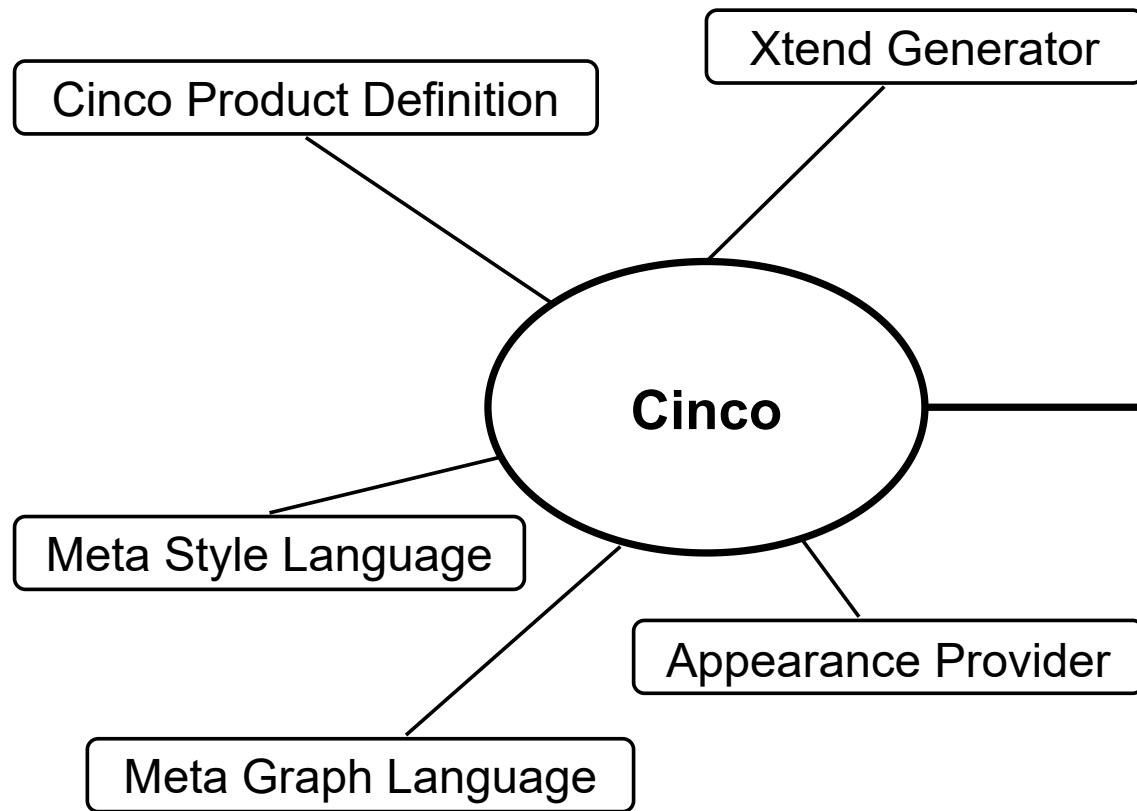 Xtend Generator
Cinco Product Definition
Cinco
Meta Style Language
Appearance Provider
Meta Graph Language